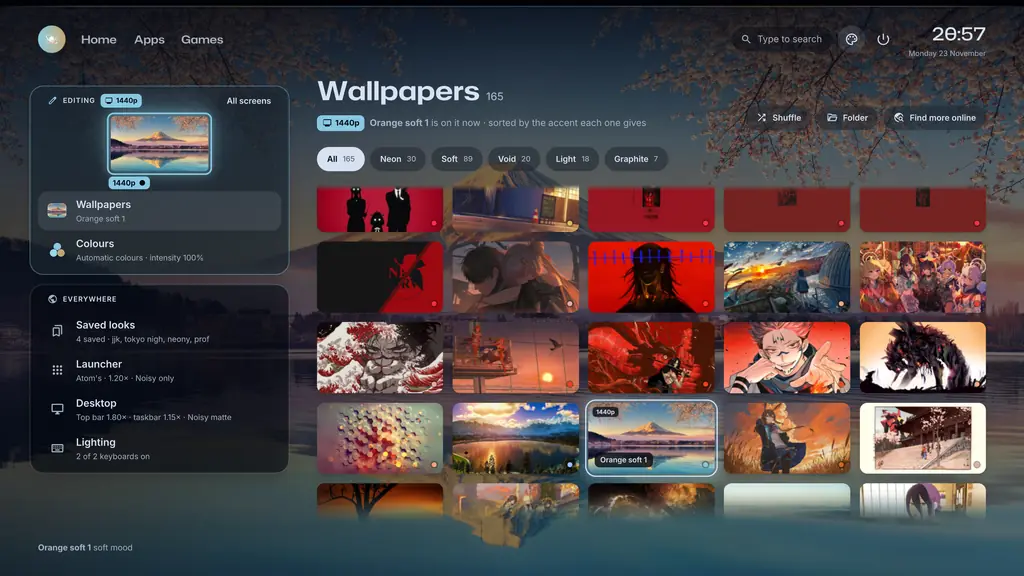 Home Apps Games
Type to search
20:57
Monday 23 November
EDITING 1440p All screens
1440p
Wallpapers
Orange soft 1
Colours
Automatic colours · intensity 100%
EVERYWHERE
Saved looks
4 saved · jjk, tokyo nigh, neony, prof
Launcher
Atom's · 1.20× · Noisy only
Desktop
Top bar 1.80× · taskbar 1.15× · Noisy matte
Lighting
2 of 2 keyboards on
Wallpapers 165
1440p Orange soft 1 is on it now · sorted by the accent each one gives
Shuffle Folder Find more online
All 165 Neon 30 Soft 89 Void 20 Light 18 Graphite 7
1440p
Orange soft 1
Orange soft 1 soft mood